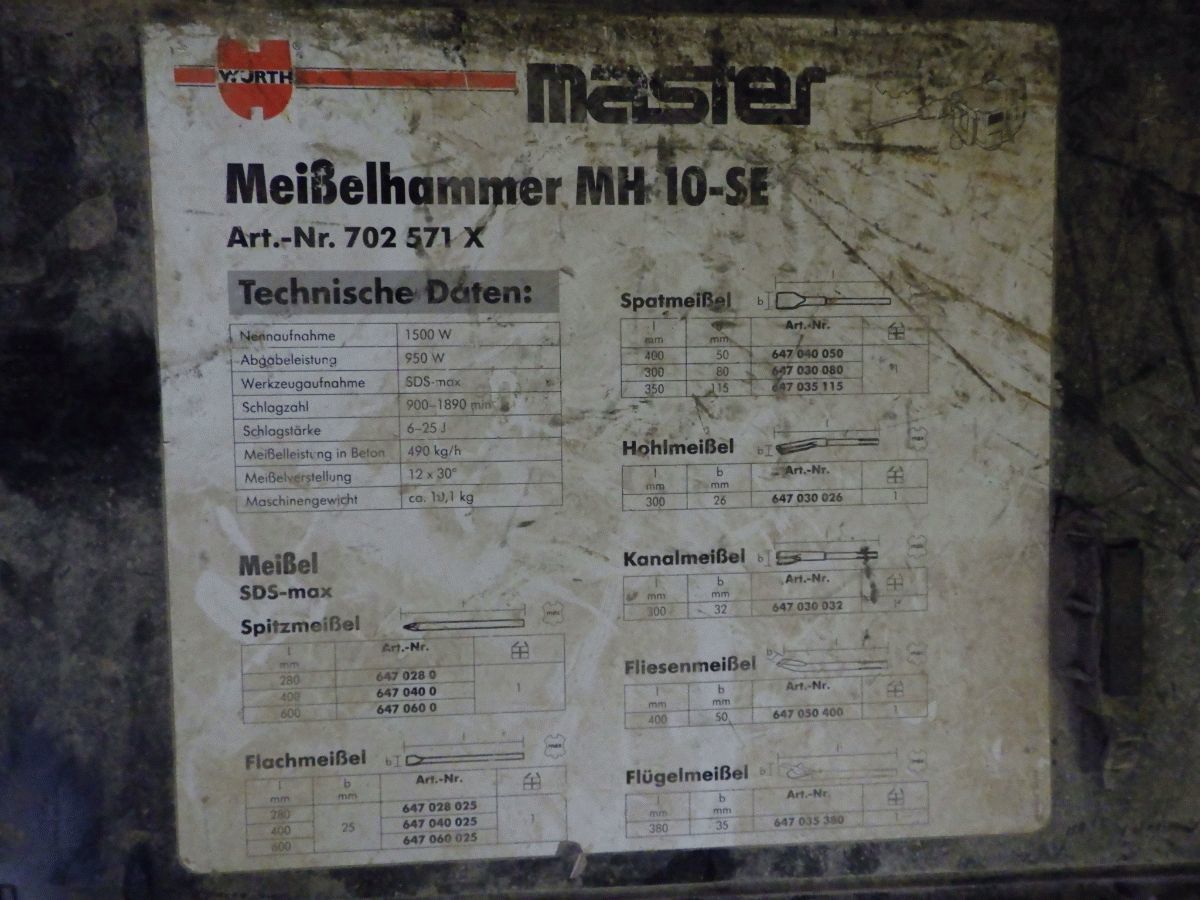 WÜRTH
master
Meißelhammer MH 10-SE
Art.-Nr. 702 571 X
Technische Daten:
Nennaufnahme 1500 W
Abgabeleistung 950 W
Werkzeugaufnahme SDS-max
Schlagzahl 900–1890 min
Schlagstärke 6–25 J
Meißelleistung in Beton 490 kg/h
Meißelverstellung 12 x 30°
Maschinengewicht ca. 10,1 kg
Meißel
SDS-max
Spitzmeißel l max
l Art.-Nr.
mm
280 647 028 0
400 647 040 0 1
600 647 060 0
Flachmeißel b l max
l b Art.-Nr.
mm mm
280 647 028 025
400 25 647 040 025 1
600 647 060 025
Spatmeißel b l
l b Art.-Nr.
mm mm
400 50 647 040 050
300 80 647 030 080 1
350 115 647 035 115
Hohlmeißel b l
l b Art.-Nr.
mm mm
300 26 647 030 026 1
Kanalmeißel b l
l b Art.-Nr.
mm mm
300 32 647 030 032
Fliesenmeißel b l
l b Art.-Nr.
mm mm
400 50 647 050 400 1
Flügelmeißel b l
l b Art.-Nr.
mm mm
380 35 647 035 380 1